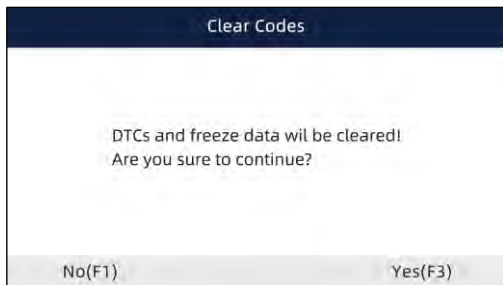 Clear Codes
DTCs and freeze data wil be cleared!
Are you sure to continue?
No(F1) Yes(F3)